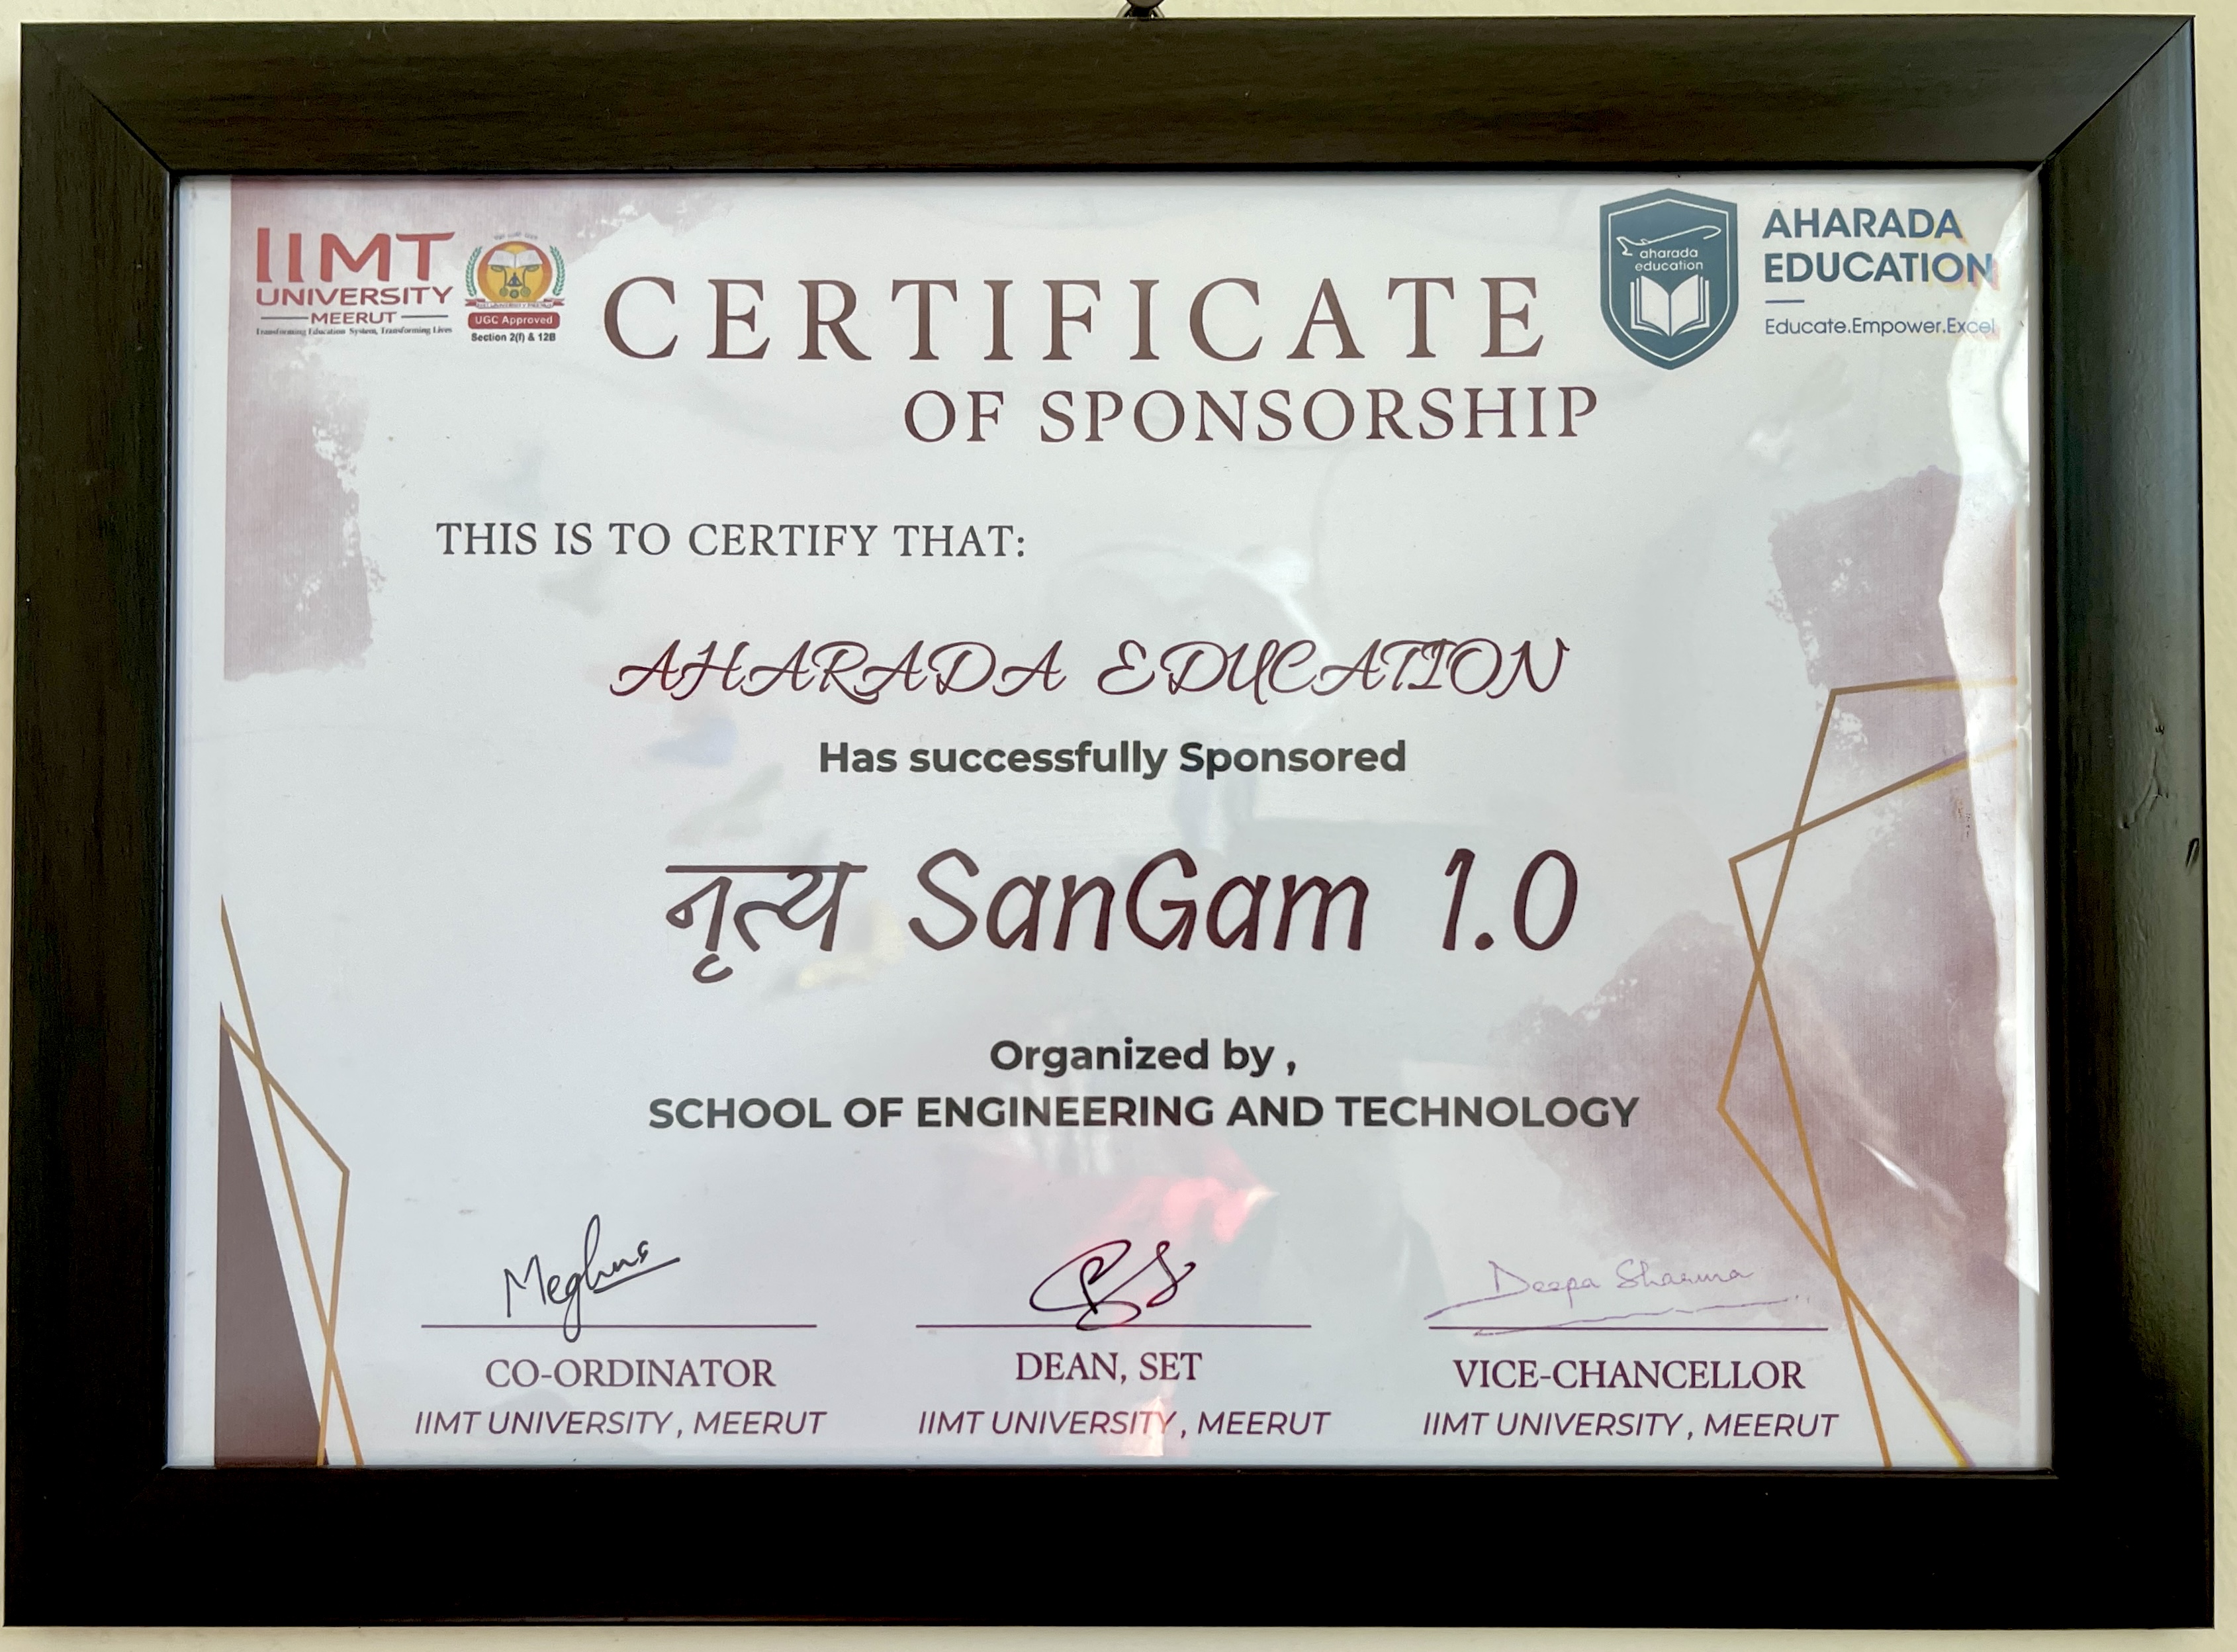 IIMT
UNIVERSITY
MEERUT
Transforming Education System, Transforming Lives
UGC Approved
Section 2(f) & 12B
aharada
education
AHARADA
EDUCATION
Educate.Empower.Excel
CERTIFICATE
OF SPONSORSHIP
THIS IS TO CERTIFY THAT:
AHARADA EDUCATION
Has successfully Sponsored
नृत्य SanGam 1.0
Organized by ,
SCHOOL OF ENGINEERING AND TECHNOLOGY
Deepa Sharma
CO-ORDINATOR
DEAN, SET
VICE-CHANCELLOR
IIMT UNIVERSITY, MEERUT
IIMT UNIVERSITY, MEERUT
IIMT UNIVERSITY, MEERUT